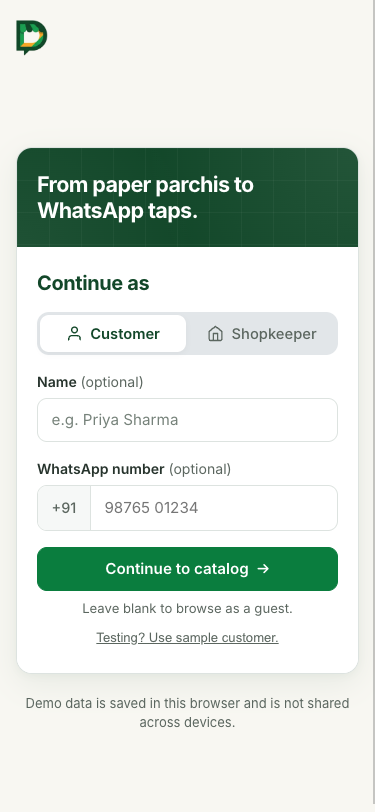 From paper parchis to
WhatsApp taps.
Continue as
Customer
Shopkeeper
Name (optional)
e.g. Priya Sharma
WhatsApp number (optional)
+91 98765 01234
Continue to catalog →
Leave blank to browse as a guest.
Testing? Use sample customer.
Demo data is saved in this browser and is not shared
across devices.